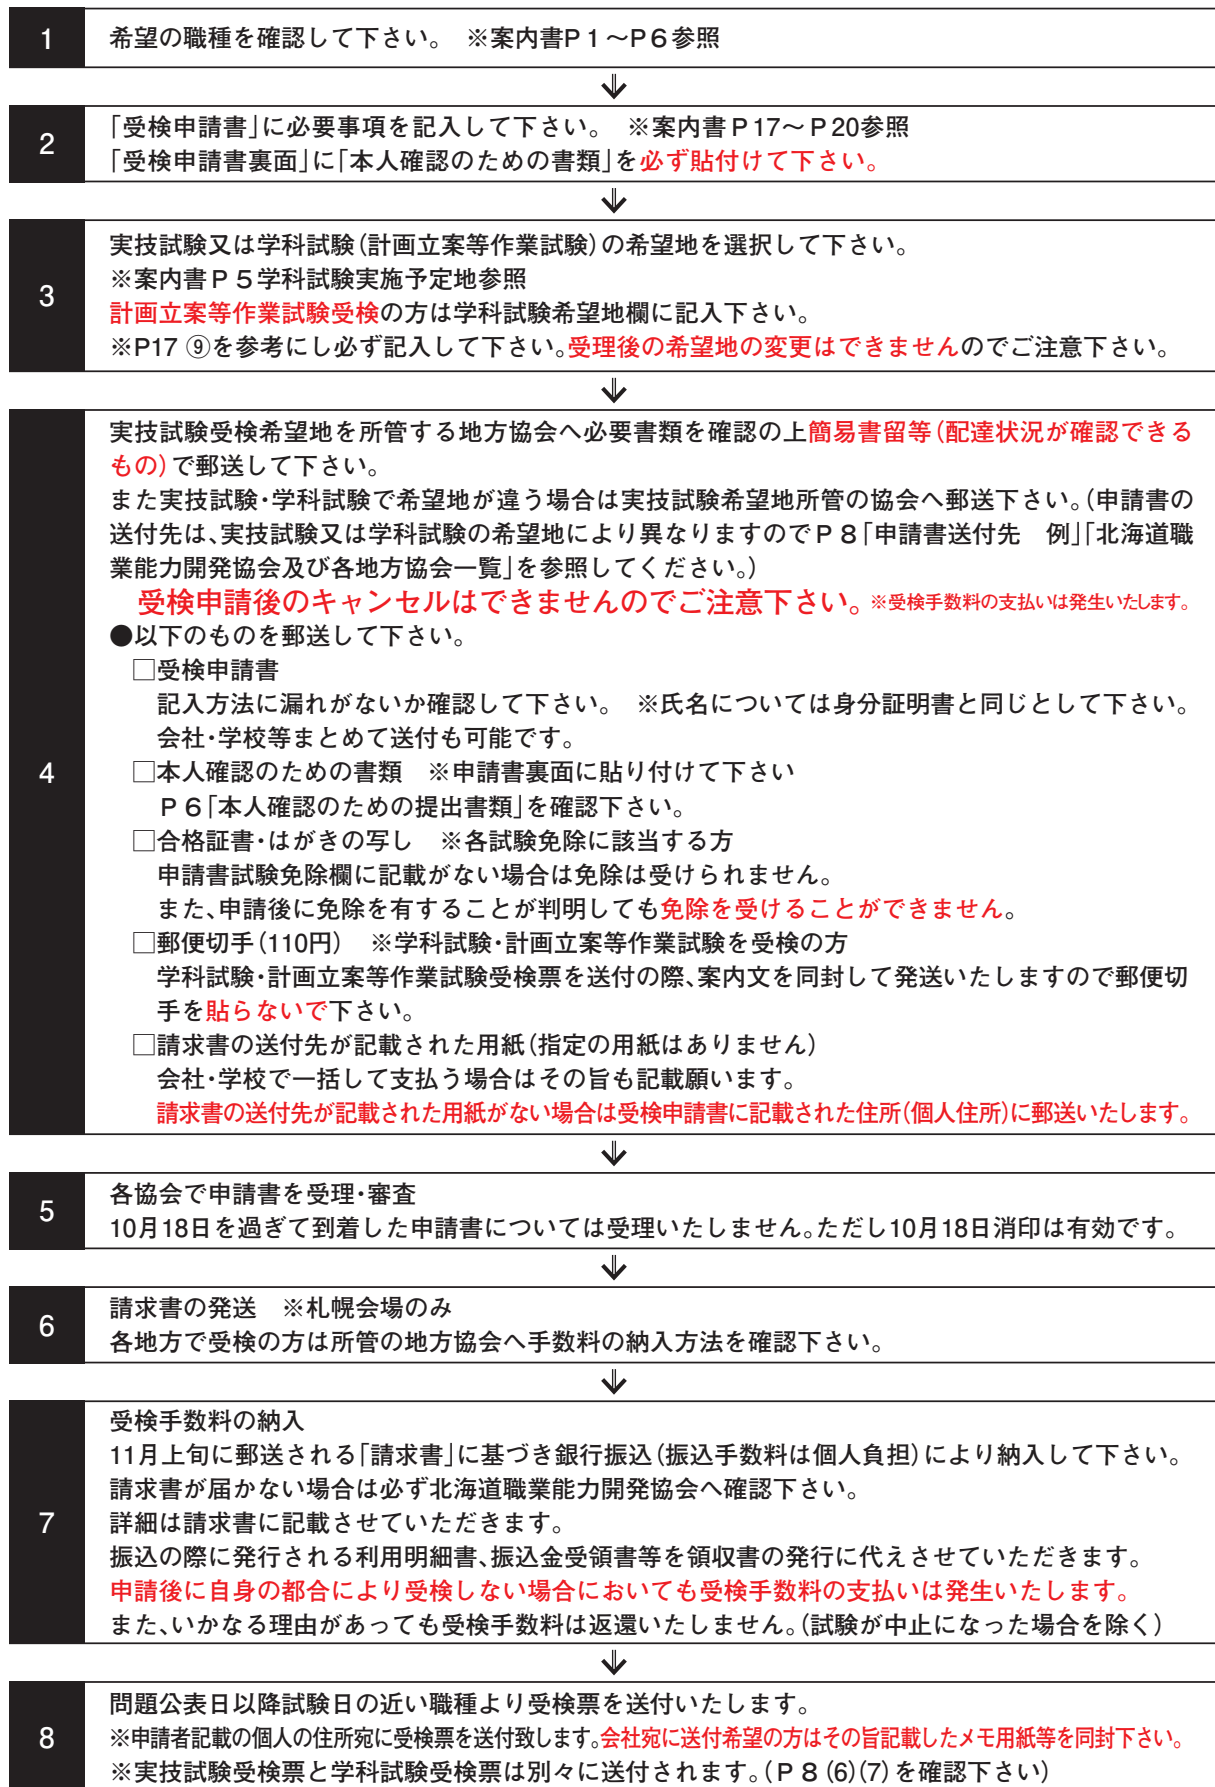 1
希望の職種を確認して下さい。　※案内書P１～P６参照
⇓
2
「受検申請書」に必要事項を記入して下さい。　※案内書Ｐ17～Ｐ20参照
「受検申請書裏面」に「本人確認のための書類」を必ず貼付けて下さい。
⇓
3
実技試験又は学科試験（計画立案等作業試験）の希望地を選択して下さい。
※案内書Ｐ５学科試験実施予定地参照
計画立案等作業試験受検の方は学科試験希望地欄に記入下さい。
※P17 ⑨を参考にし必ず記入して下さい。受理後の希望地の変更はできませんのでご注意下さい。
⇓
4
実技試験受検希望地を所管する地方協会へ必要書類を確認の上簡易書留等（配達状況が確認できる
もの）で郵送して下さい。
また実技試験・学科試験で希望地が違う場合は実技試験希望地所管の協会へ郵送下さい。（申請書の
送付先は、実技試験又は学科試験の希望地により異なりますのでＰ８「申請書送付先　例」「北海道職
業能力開発協会及び各地方協会一覧」を参照してください。）
受検申請後のキャンセルはできませんのでご注意下さい。※受検手数料の支払いは発生いたします。
●以下のものを郵送して下さい。
□受検申請書
記入方法に漏れがないか確認して下さい。　※氏名については身分証明書と同じとして下さい。
会社・学校等まとめて送付も可能です。
□本人確認のための書類　※申請書裏面に貼り付けて下さい
Ｐ６「本人確認のための提出書類」を確認下さい。
□合格証書・はがきの写し　※各試験免除に該当する方
申請書試験免除欄に記載がない場合は免除は受けられません。
また、申請後に免除を有することが判明しても免除を受けることができません。
□郵便切手（110円）　※学科試験・計画立案等作業試験を受検の方
学科試験・計画立案等作業試験受検票を送付の際、案内文を同封して発送いたしますので郵便切
手を貼らないで下さい。
□請求書の送付先が記載された用紙（指定の用紙はありません）
会社・学校で一括して支払う場合はその旨も記載願います。
請求書の送付先が記載された用紙がない場合は受検申請書に記載された住所（個人住所）に郵送いたします。
⇓
5
各協会で申請書を受理・審査
10月18日を過ぎて到着した申請書については受理いたしません。ただし10月18日消印は有効です。
⇓
6
請求書の発送　※札幌会場のみ
各地方で受検の方は所管の地方協会へ手数料の納入方法を確認下さい。
⇓
7
受検手数料の納入
11月上旬に郵送される「請求書」に基づき銀行振込（振込手数料は個人負担）により納入して下さい。
請求書が届かない場合は必ず北海道職業能力開発協会へ確認下さい。
詳細は請求書に記載させていただきます。
振込の際に発行される利用明細書、振込金受領書等を領収書の発行に代えさせていただきます。
申請後に自身の都合により受検しない場合においても受検手数料の支払いは発生いたします。
また、いかなる理由があっても受検手数料は返還いたしません。（試験が中止になった場合を除く）
⇓
8
問題公表日以降試験日の近い職種より受検票を送付いたします。
※申請者記載の個人の住所宛に受検票を送付致します。会社宛に送付希望の方はその旨記載したメモ用紙等を同封下さい。
※実技試験受検票と学科試験受検票は別々に送付されます。（Ｐ８(6)(7)を確認下さい）